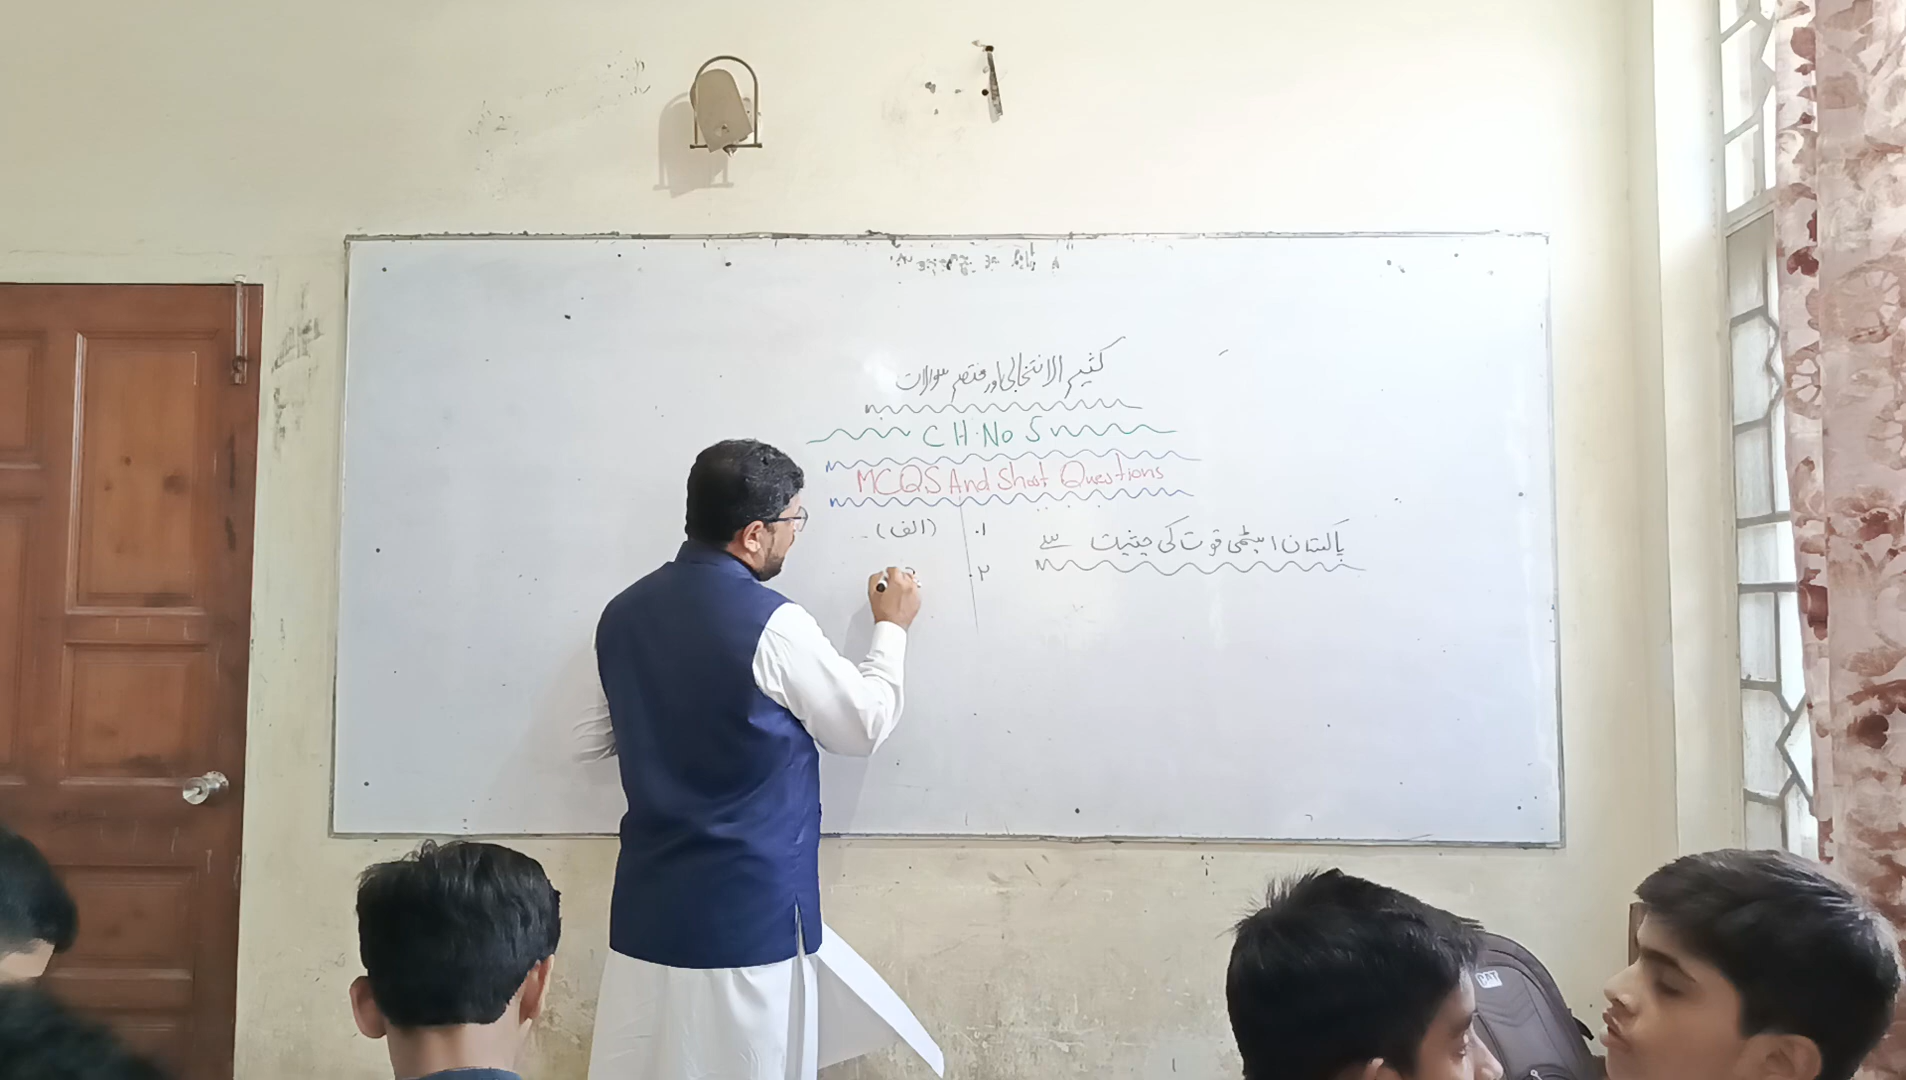 کثیر الانتخابی اور مختصر سوالات
CH.No 5
MCQS And Short Questions
پاکستان ایٹمی قوت کی حیثیت سے
۱. (الف)
۲.